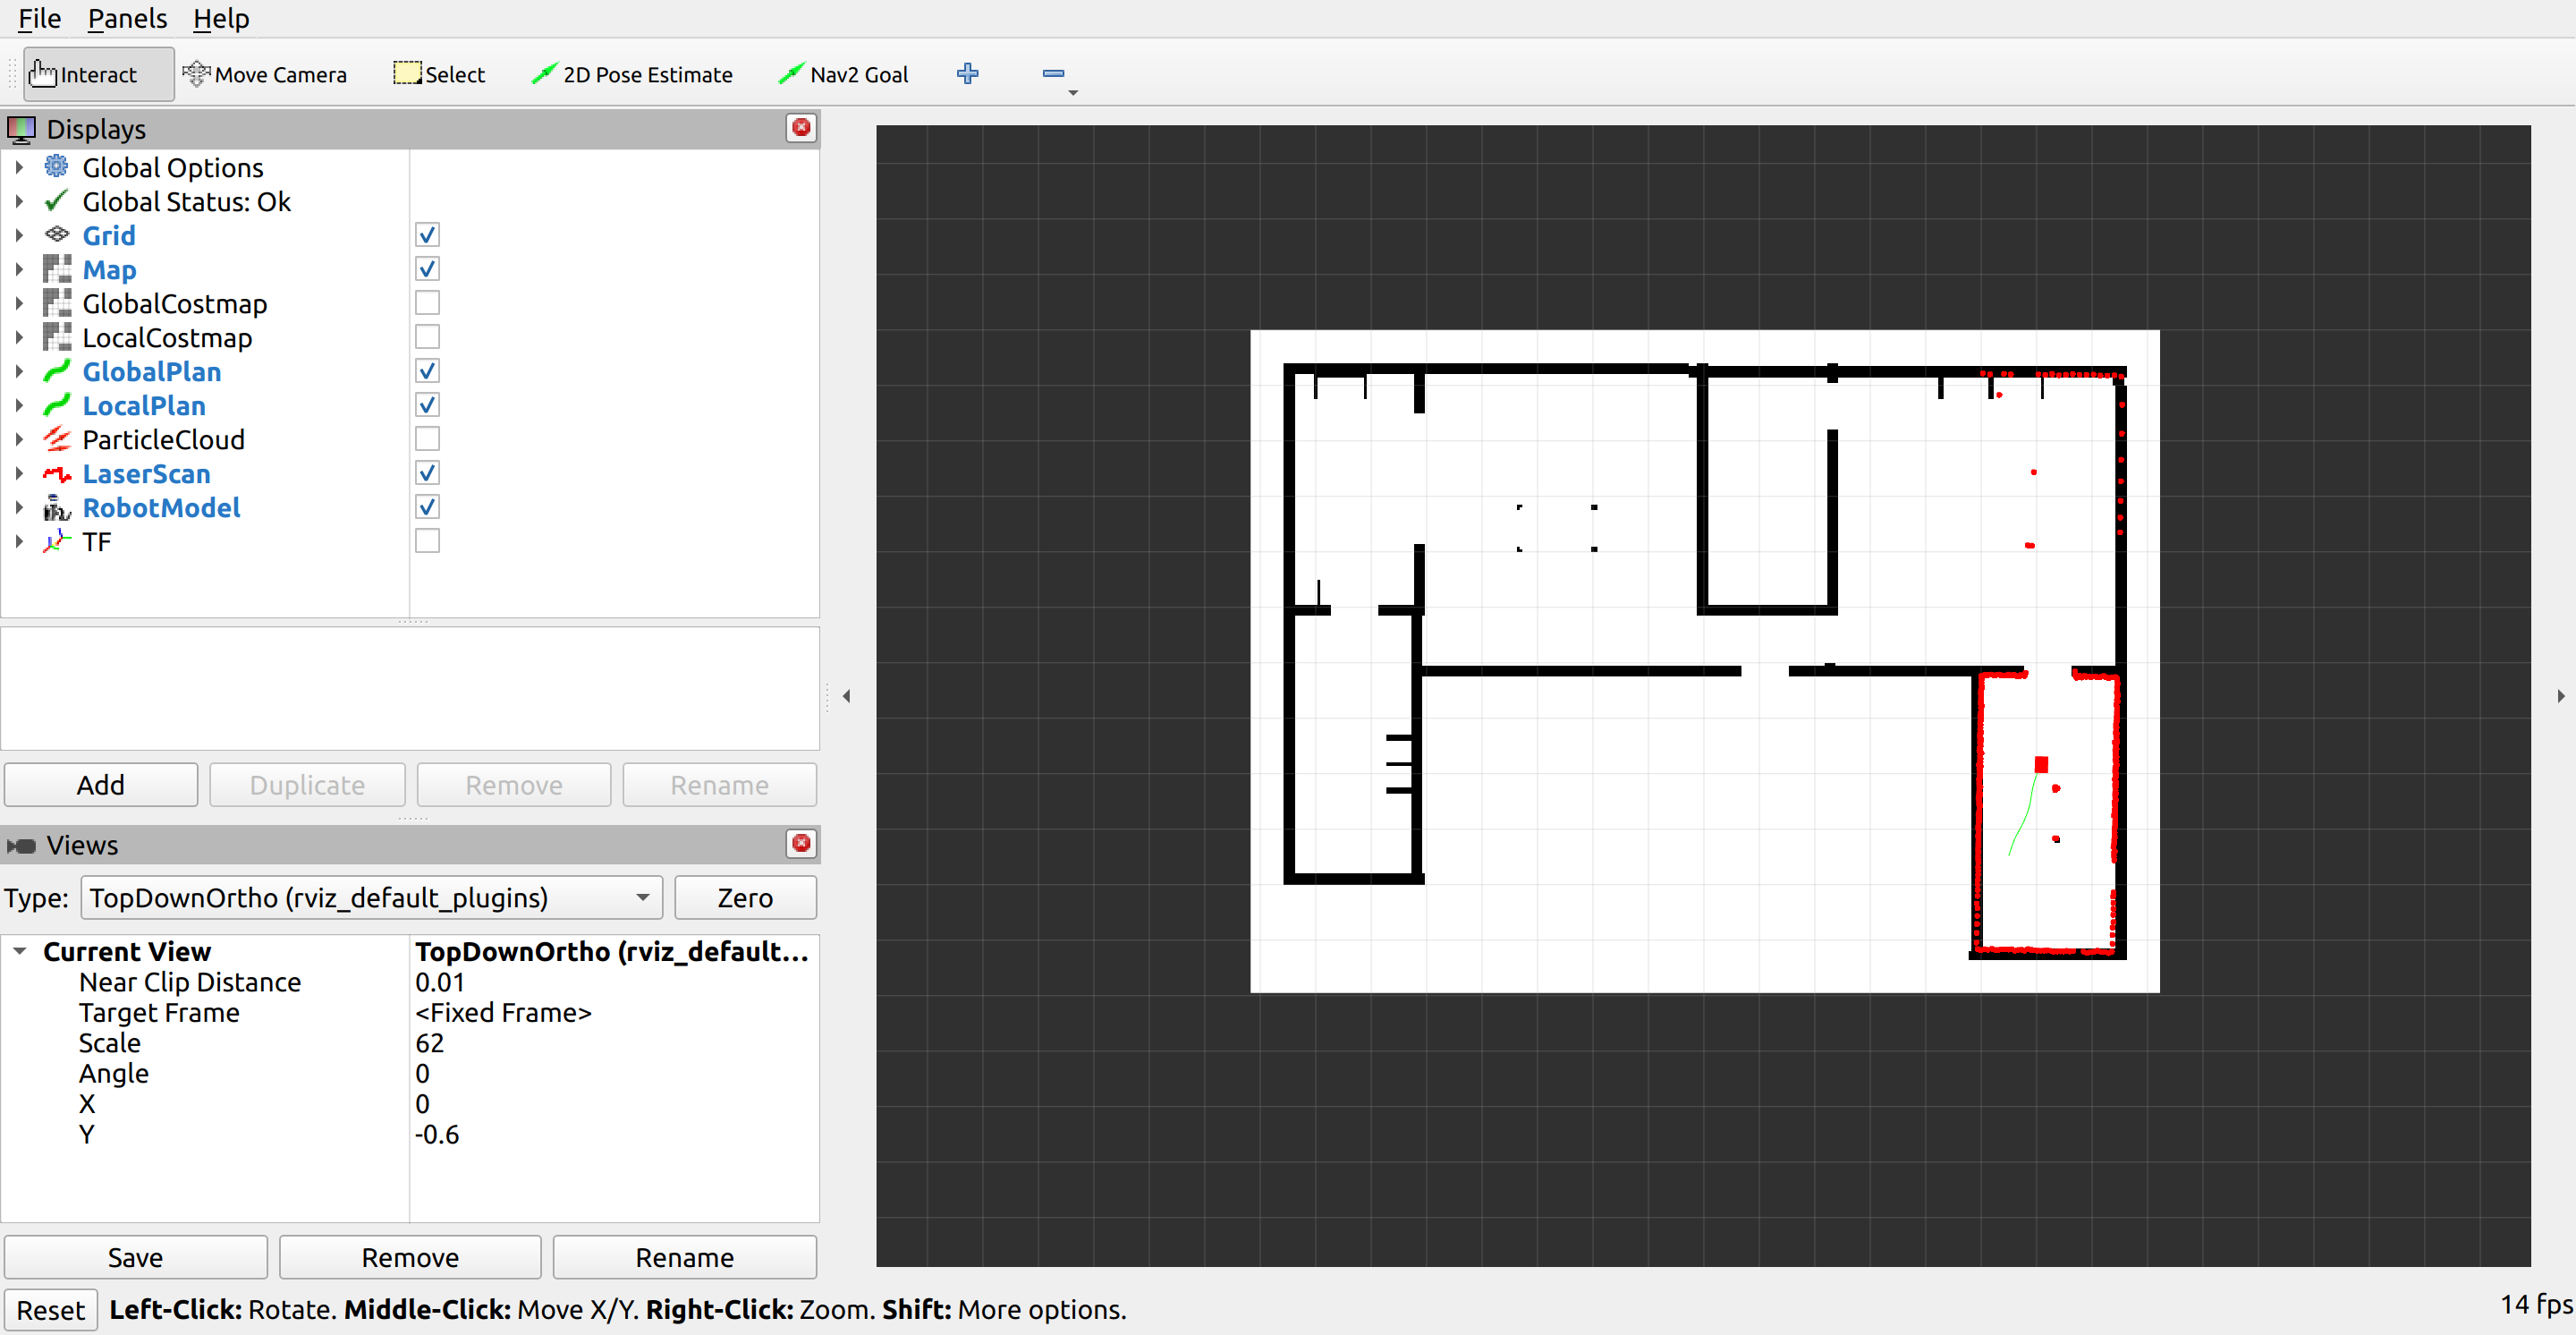 File Panels Help
Interact Move Camera Select 2D Pose Estimate Nav2 Goal
Displays
Global Options
Global Status: Ok
Grid
Map
GlobalCostmap
LocalCostmap
GlobalPlan
LocalPlan
ParticleCloud
LaserScan
RobotModel
TF
Add Duplicate Remove Rename
Views
Type: TopDownOrtho (rviz_default_plugins) Zero
Current View TopDownOrtho (rviz_default...
Near Clip Distance 0.01
Target Frame <Fixed Frame>
Scale 62
Angle 0
X 0
Y -0.6
Save Remove Rename
Reset Left-Click: Rotate. Middle-Click: Move X/Y. Right-Click: Zoom. Shift: More options. 14 fps